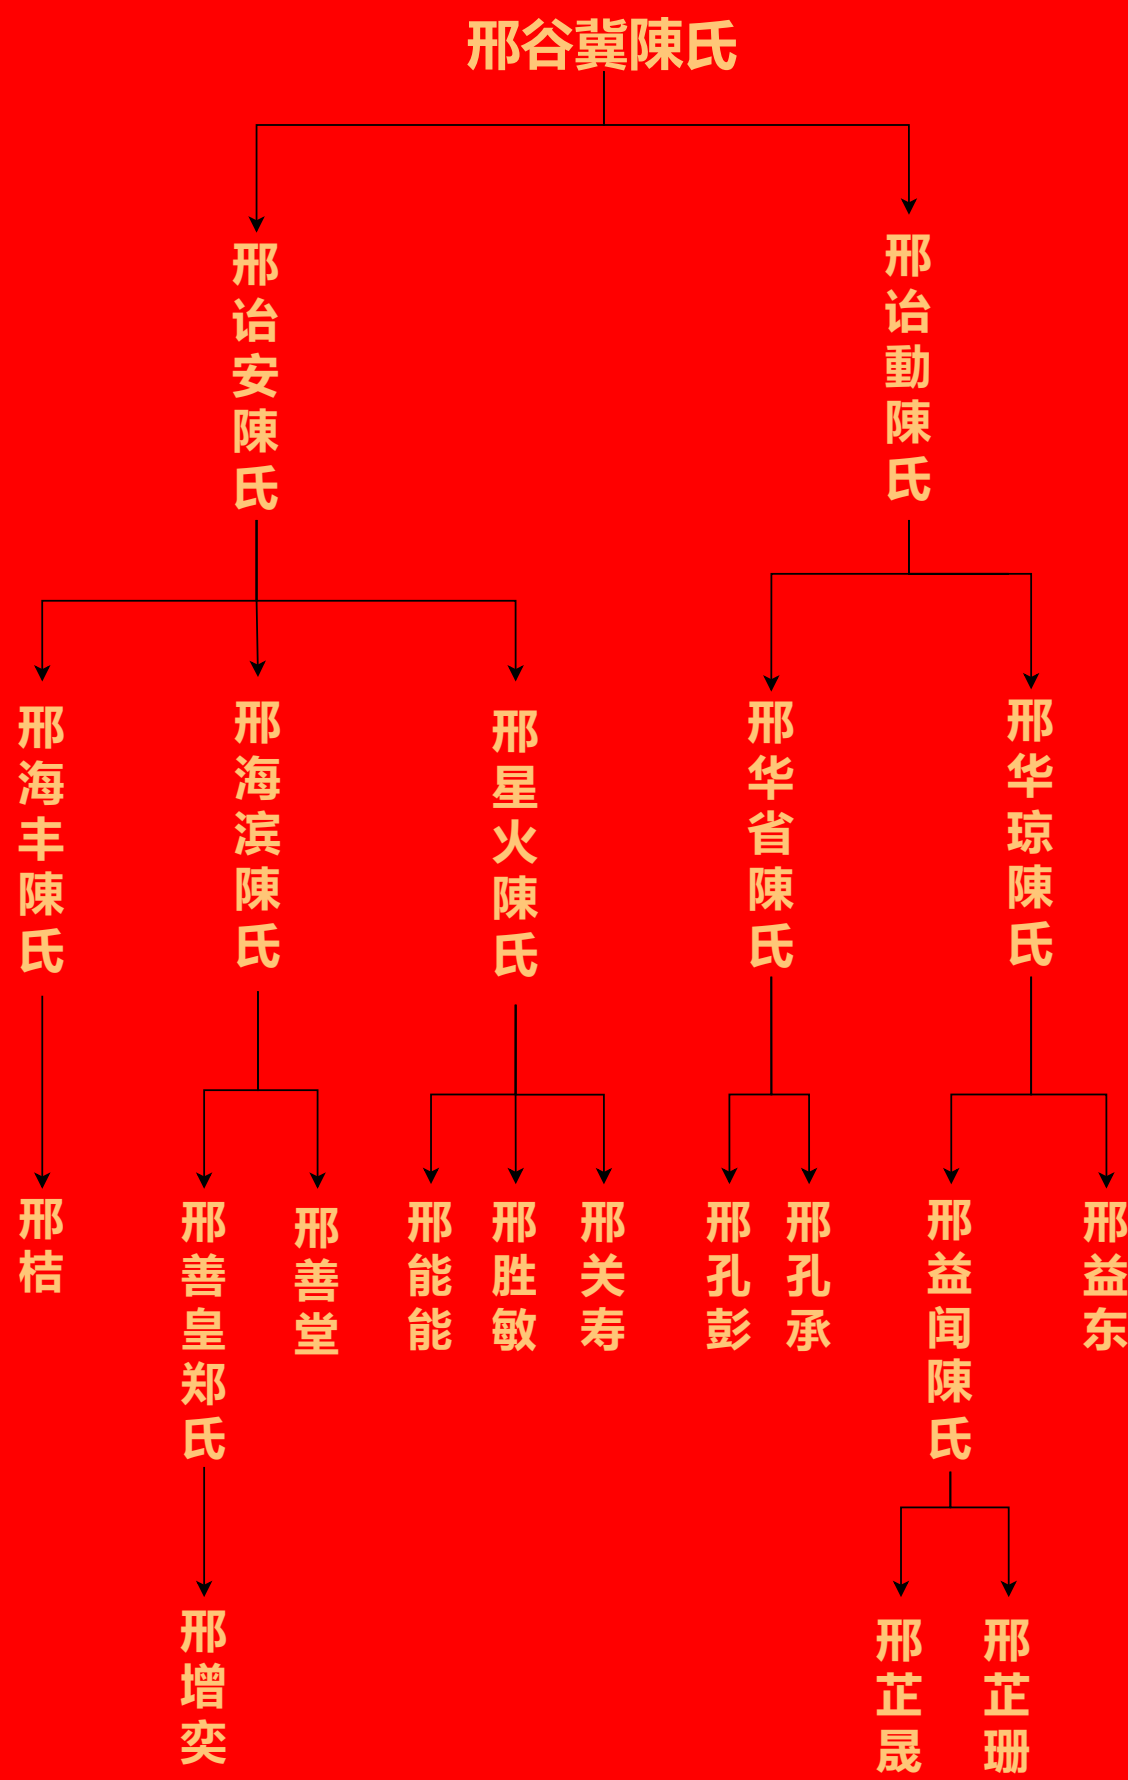 邢谷冀陳氏
邢诒安陳氏
邢诒動陳氏
邢海丰陳氏
邢海滨陳氏
邢星火陳氏
邢华省陳氏
邢华琼陳氏
邢桔
邢善皇郑氏
邢善堂
邢能能
邢胜敏
邢关寿
邢孔彭
邢孔承
邢益闻陳氏
邢益东
邢增奕
邢芷晟
邢芷珊